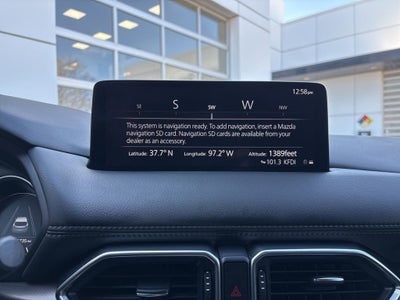 12:58pm
SE S SW W NW
This system is navigation ready. To add navigation, insert a Mazda
navigation SD card. Navigation SD cards are available from your
dealer as an accessory.
Latitude: 37.7°N Longitude: 97.2°W Altitude: 1389feet
101.3 KFDI